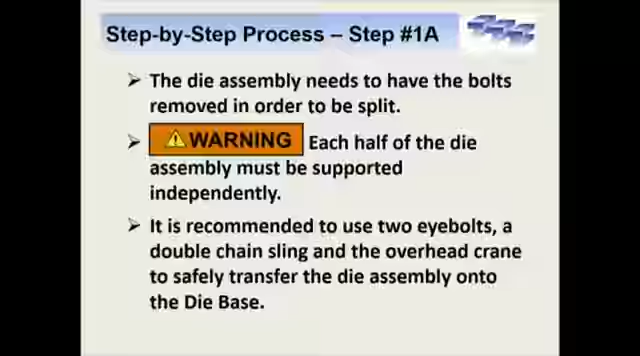 Step-by-Step Process – Step #1A
➢ The die assembly needs to have the bolts
removed in order to be split.
➢ ⚠ WARNING Each half of the die
assembly must be supported
independently.
➢ It is recommended to use two eyebolts, a
double chain sling and the overhead crane
to safely transfer the die assembly onto
the Die Base.